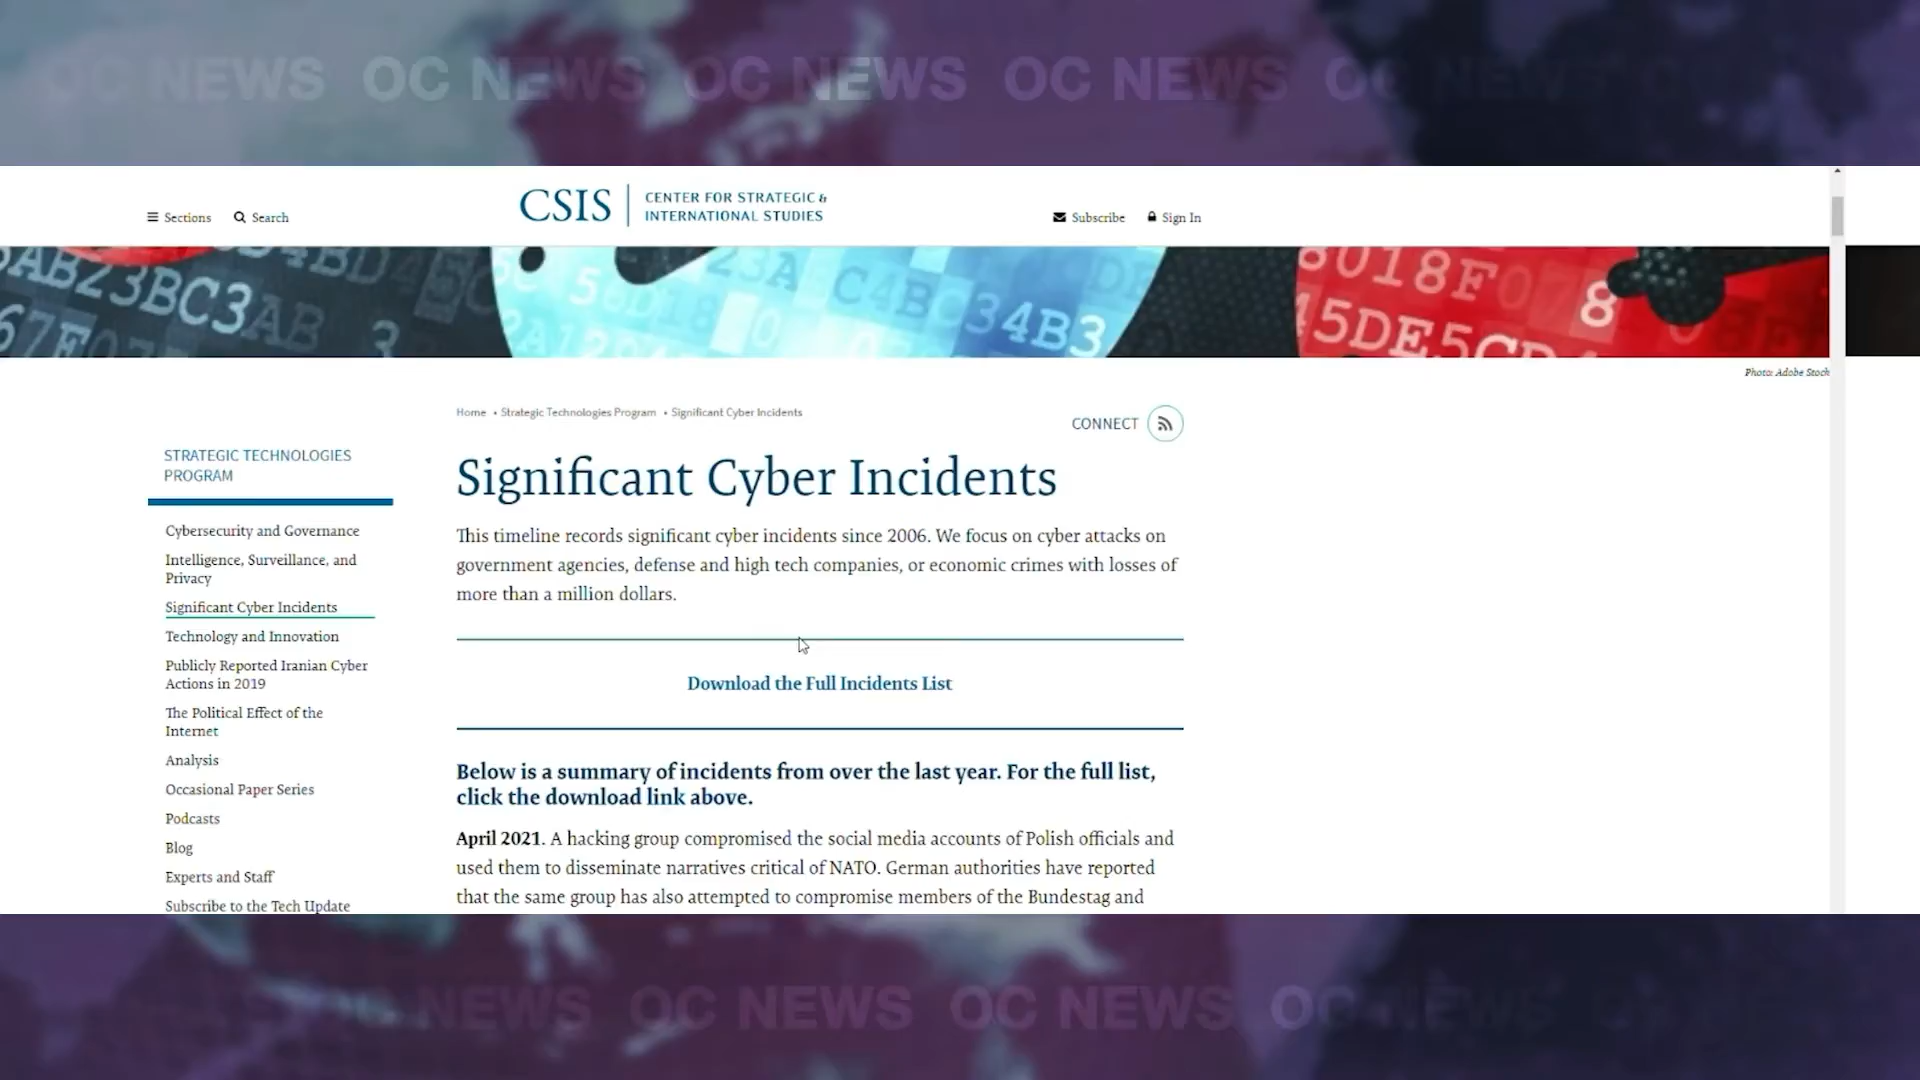 OC NEWS OC NEWS OC NEWS OC NEWS OC NEWS
Sections Search
CSIS CENTER FOR STRATEGIC &
INTERNATIONAL STUDIES
Subscribe Sign In
Photo: Adobe Stock
Home • Strategic Technologies Program • Significant Cyber Incidents
CONNECT
STRATEGIC TECHNOLOGIES
PROGRAM
Cybersecurity and Governance
Intelligence, Surveillance, and
Privacy
Significant Cyber Incidents
Technology and Innovation
Publicly Reported Iranian Cyber
Actions in 2019
The Political Effect of the
Internet
Analysis
Occasional Paper Series
Podcasts
Blog
Experts and Staff
Subscribe to the Tech Update
Significant Cyber Incidents
This timeline records significant cyber incidents since 2006. We focus on cyber attacks on
government agencies, defense and high tech companies, or economic crimes with losses of
more than a million dollars.
Download the Full Incidents List
Below is a summary of incidents from over the last year. For the full list,
click the download link above.
April 2021. A hacking group compromised the social media accounts of Polish officials and
used them to disseminate narratives critical of NATO. German authorities have reported
that the same group has also attempted to compromise members of the Bundestag and
NEWS OC NEWS OC NEWS OC NEWS